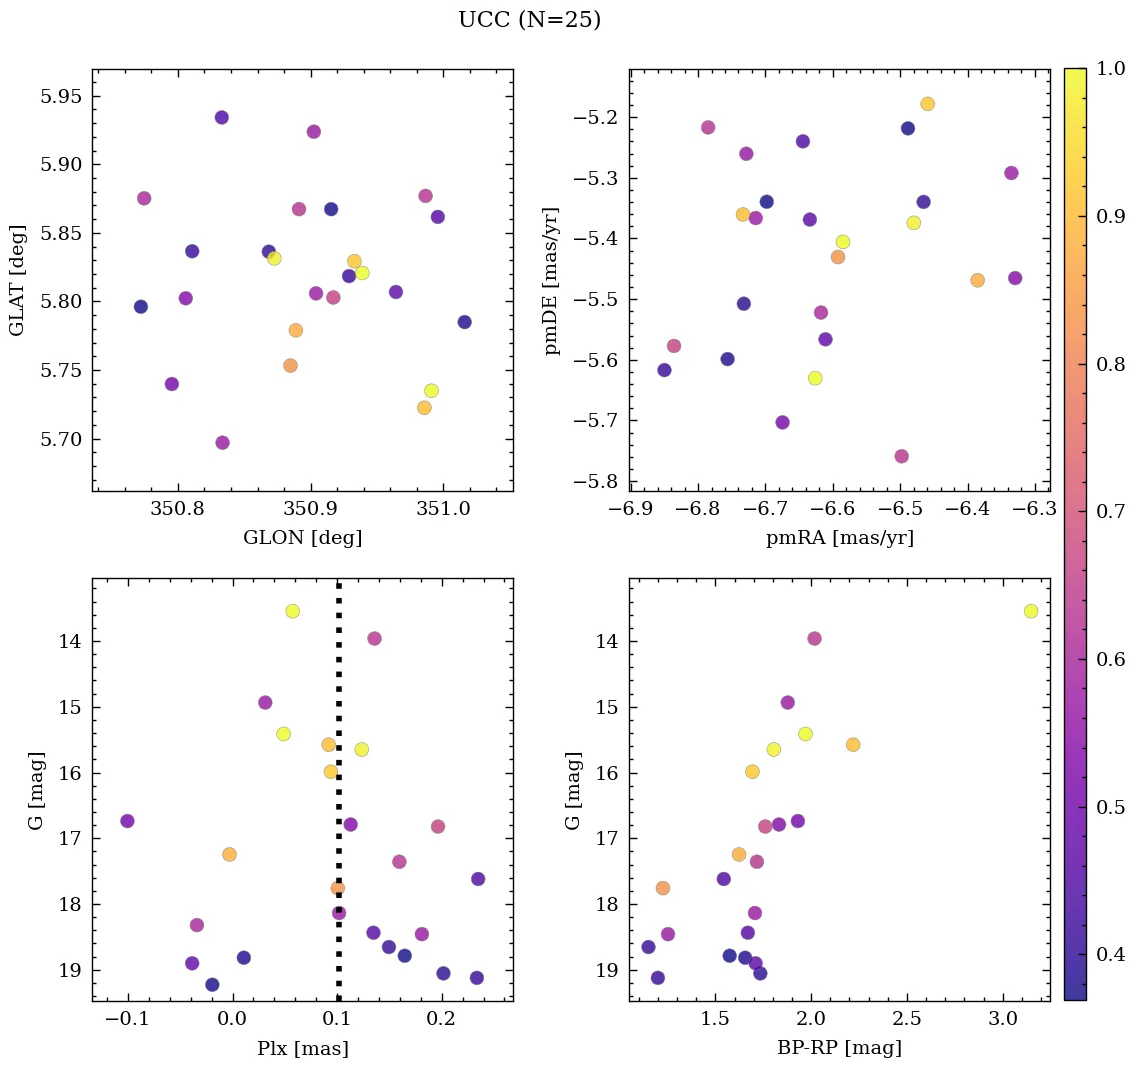 UCC (N=25)
5.95
5.90
5.85
5.80
5.75
5.70
GLAT [deg]
350.8 350.9 351.0
GLON [deg]
−5.2
−5.3
−5.4
−5.5
−5.6
−5.7
−5.8
pmDE [mas/yr]
−6.9 −6.8 −6.7 −6.6 −6.5 −6.4 −6.3
pmRA [mas/yr]
1.0
0.9
0.8
0.7
0.6
0.5
0.4
14
15
16
17
18
19
G [mag]
−0.1 0.0 0.1 0.2
Plx [mas]
14
15
16
17
18
19
G [mag]
1.5 2.0 2.5 3.0
BP-RP [mag]